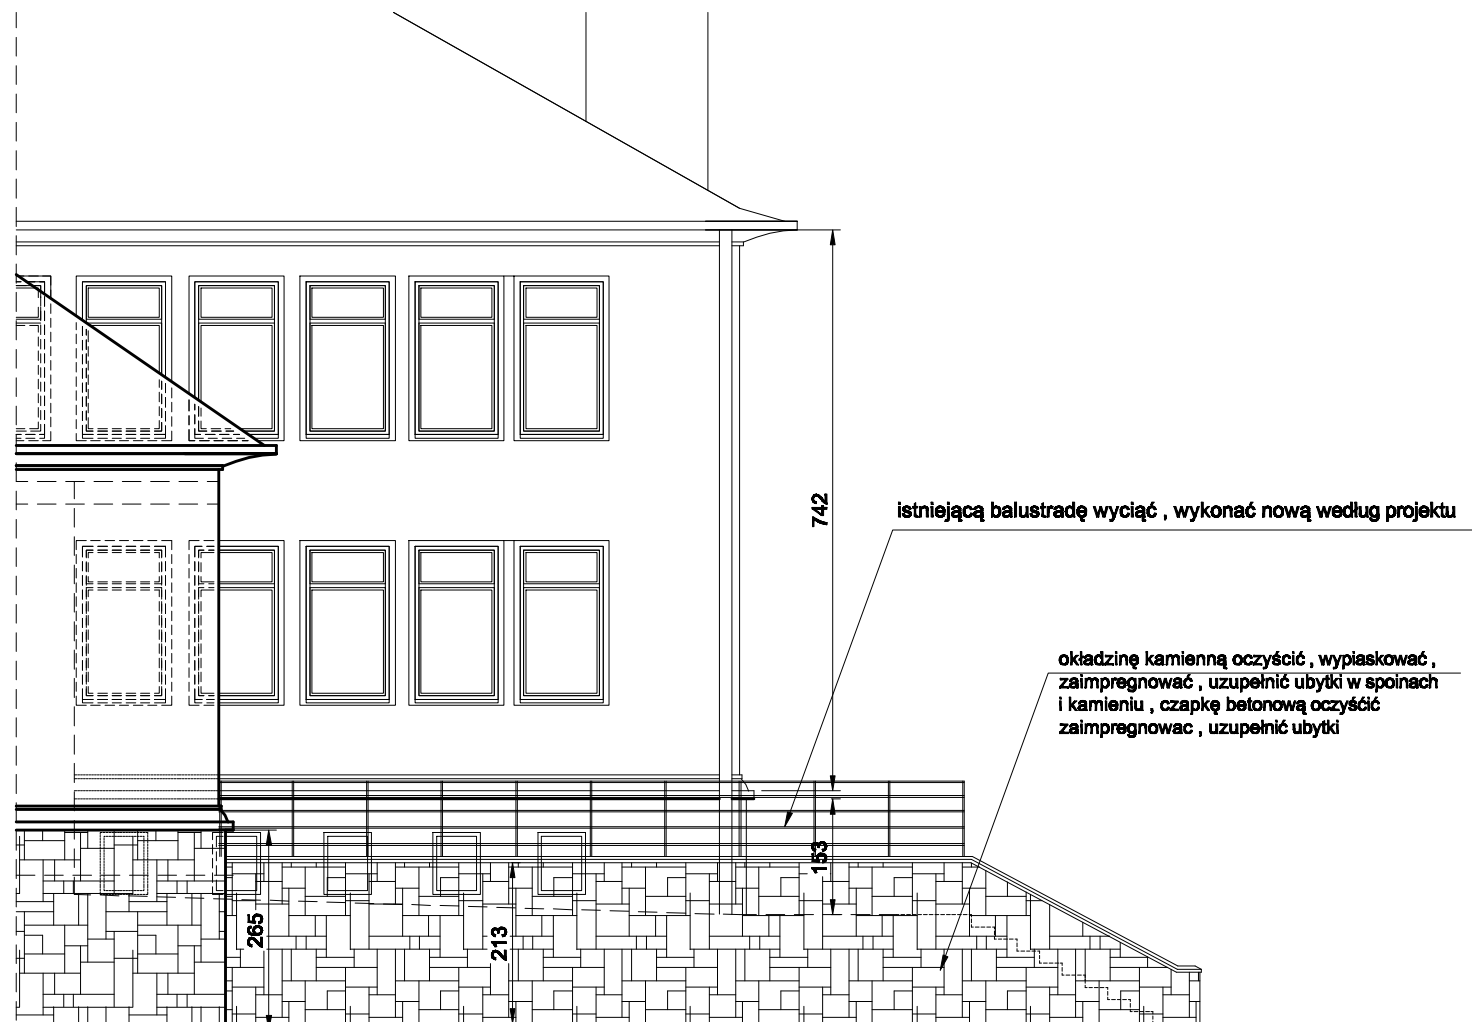 742
istniejącą balustradę wyciąć , wykonać nową według projektu
okładzinę kamienną oczyścić , wypiaskować ,
zaimpregnować , uzupełnić ubytki w spoinach
i kamieniu , czapkę betonową oczyśćić
zaimpregnowac , uzupełnić ubytki
153
265
213